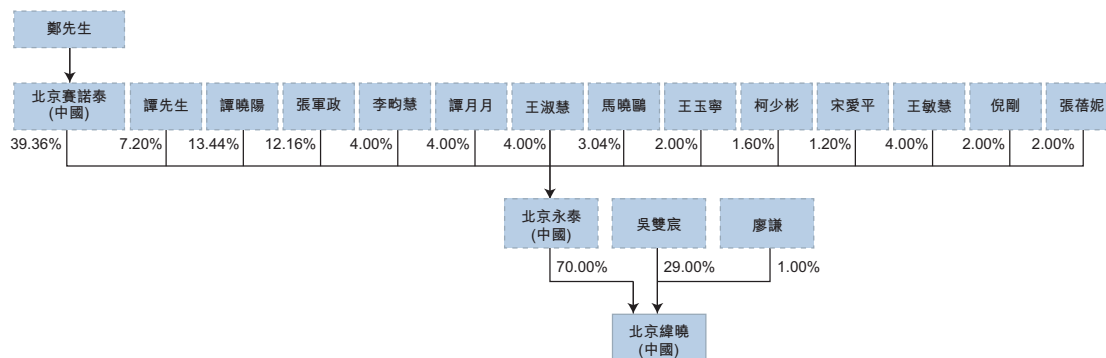 鄭先生
北京賽諾泰
(中國)
譚先生
譚曉陽
張軍政
李昀慧
譚月月
王淑慧
馬曉鷗
王玉寧
柯少彬
宋愛平
王敏慧
倪剛
張蓓妮
39.36%
7.20%
13.44%
12.16%
4.00%
4.00%
4.00%
3.04%
2.00%
1.60%
1.20%
4.00%
2.00%
2.00%
北京永泰
(中國)
吳雙宸
廖謙
70.00%
29.00%
1.00%
北京緯曉
(中國)